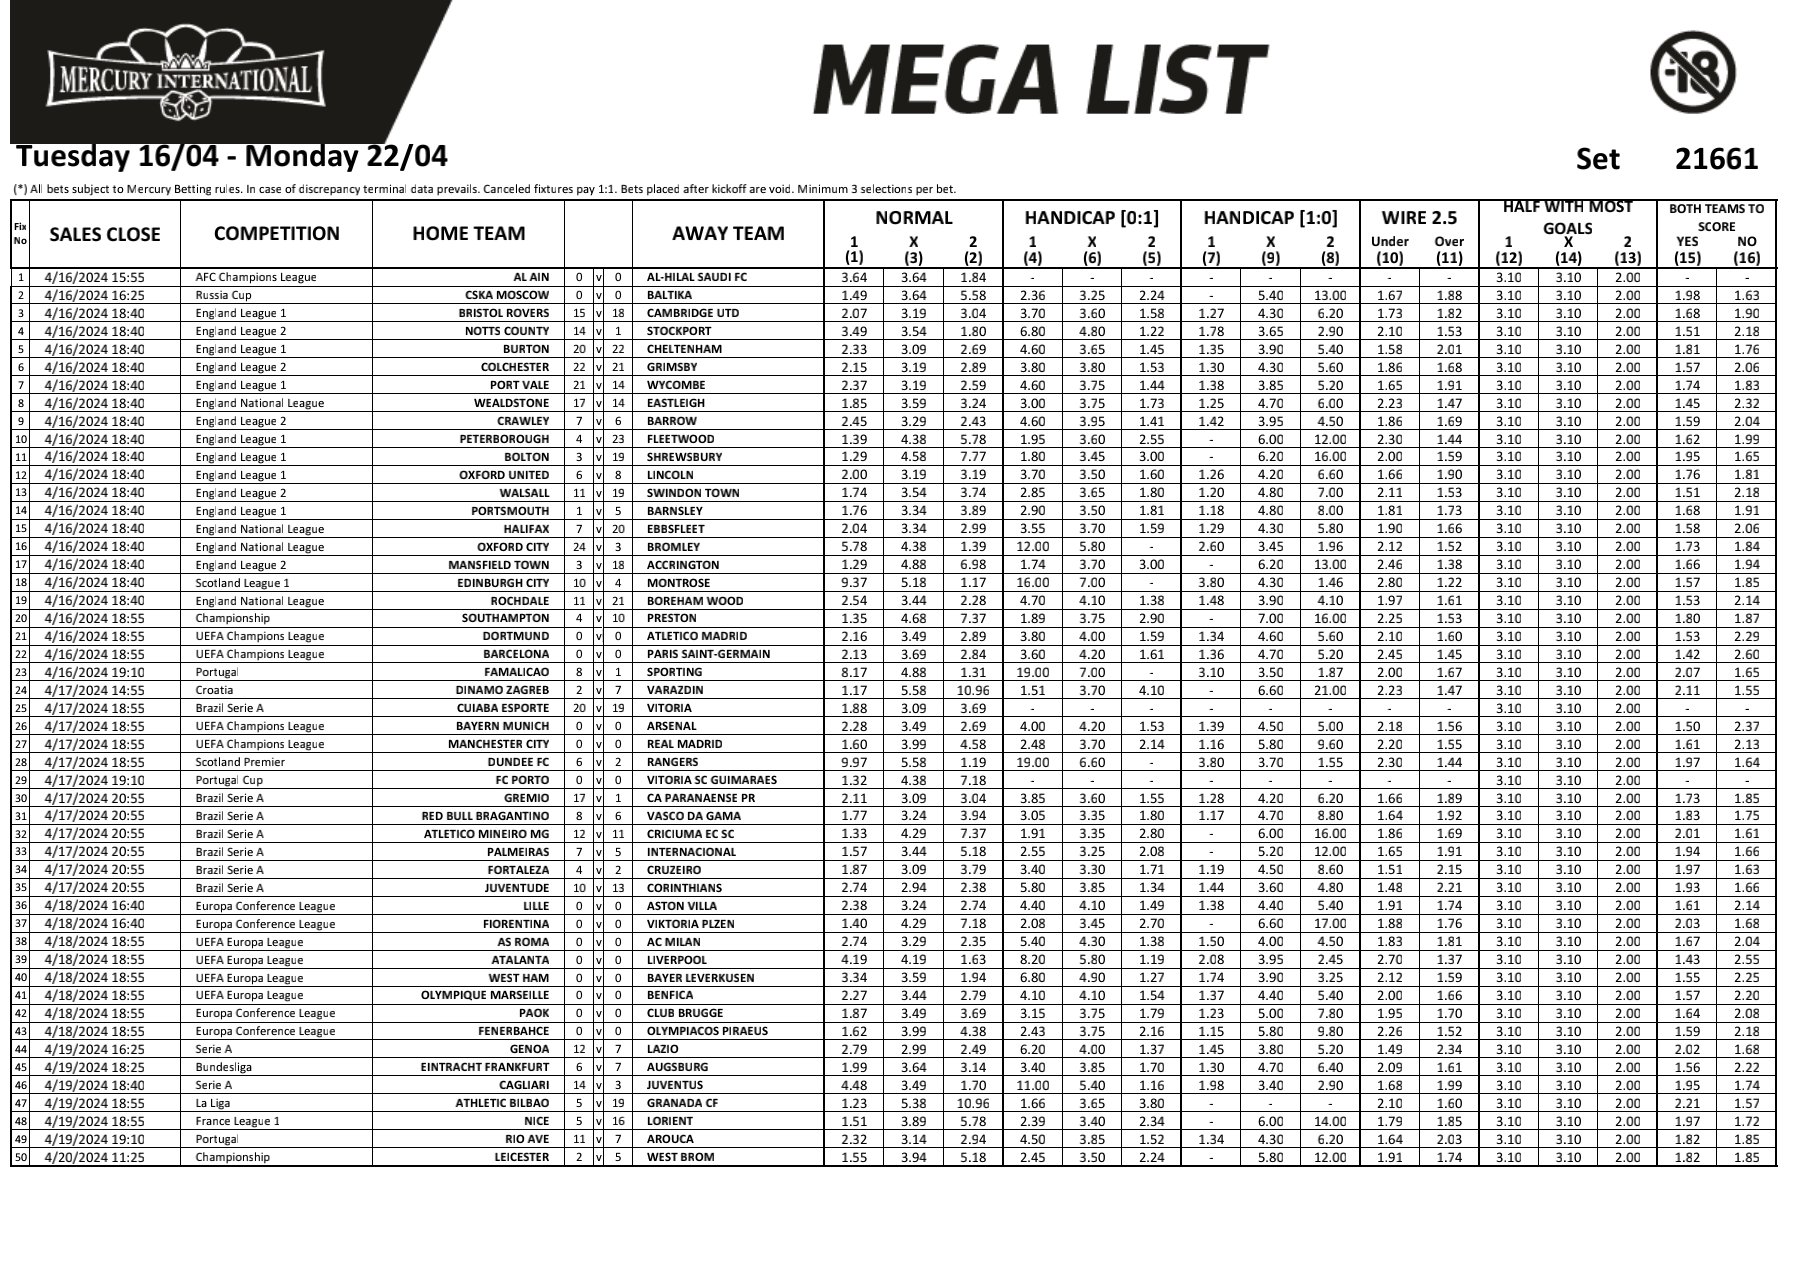 MERCURY INTERNATIONAL
MEGA LIST
-18
Tuesday 16/04 - Monday 22/04 Set 21661
(*) All bets subject to Mercury Betting rules. In case of discrepancy terminal data prevails. Canceled fixtures pay 1:1. Bets placed after kickoff are void. Minimum 3 selections per bet.
Fix No SALES CLOSE COMPETITION HOME TEAM AWAY TEAM NORMAL HANDICAP [0:1] HANDICAP [1:0] WIRE 2.5 HALF WITH MOST GOALS BOTH TEAMS TO SCORE
1 X 2 1 X 2 1 X 2 Under Over 1 X 2 YES NO
(1) (3) (2) (4) (6) (5) (7) (9) (8) (10) (11) (12) (14) (13) (15) (16)
1 4/16/2024 15:55 AFC Champions League AL AIN 0 v 0 AL-HILAL SAUDI FC 3.64 3.64 1.84 - - - - - - - - 3.10 3.10 2.00 - -
2 4/16/2024 16:25 Russia Cup CSKA MOSCOW 0 v 0 BALTIKA 1.49 3.64 5.58 2.36 3.25 2.24 - 5.40 13.00 1.67 1.88 3.10 3.10 2.00 1.98 1.63
3 4/16/2024 18:40 England League 1 BRISTOL ROVERS 15 v 18 CAMBRIDGE UTD 2.07 3.19 3.04 3.70 3.60 1.58 1.27 4.30 6.20 1.73 1.82 3.10 3.10 2.00 1.68 1.90
4 4/16/2024 18:40 England League 2 NOTTS COUNTY 14 v 1 STOCKPORT 3.49 3.54 1.80 6.80 4.80 1.22 1.78 3.65 2.90 2.10 1.53 3.10 3.10 2.00 1.51 2.18
5 4/16/2024 18:40 England League 1 BURTON 20 v 22 CHELTENHAM 2.33 3.09 2.69 4.60 3.65 1.45 1.35 3.90 5.40 1.58 2.01 3.10 3.10 2.00 1.81 1.76
6 4/16/2024 18:40 England League 2 COLCHESTER 22 v 21 GRIMSBY 2.15 3.19 2.89 3.80 3.80 1.53 1.30 4.30 5.60 1.86 1.68 3.10 3.10 2.00 1.57 2.06
7 4/16/2024 18:40 England League 1 PORT VALE 21 v 14 WYCOMBE 2.37 3.19 2.59 4.60 3.75 1.44 1.38 3.85 5.20 1.65 1.91 3.10 3.10 2.00 1.74 1.83
8 4/16/2024 18:40 England National League WEALDSTONE 17 v 14 EASTLEIGH 1.85 3.59 3.24 3.00 3.75 1.73 1.25 4.70 6.00 2.23 1.47 3.10 3.10 2.00 1.45 2.32
9 4/16/2024 18:40 England League 2 CRAWLEY 7 v 6 BARROW 2.45 3.29 2.43 4.60 3.95 1.41 1.42 3.95 4.50 1.86 1.69 3.10 3.10 2.00 1.59 2.04
10 4/16/2024 18:40 England League 1 PETERBOROUGH 4 v 23 FLEETWOOD 1.39 4.38 5.78 1.95 3.60 2.55 - 6.00 12.00 2.30 1.44 3.10 3.10 2.00 1.62 1.99
11 4/16/2024 18:40 England League 1 BOLTON 3 v 19 SHREWSBURY 1.29 4.58 7.77 1.80 3.45 3.00 - 6.20 16.00 2.00 1.59 3.10 3.10 2.00 1.95 1.65
12 4/16/2024 18:40 England League 1 OXFORD UNITED 6 v 8 LINCOLN 2.00 3.19 3.19 3.70 3.50 1.60 1.26 4.20 6.60 1.66 1.90 3.10 3.10 2.00 1.76 1.81
13 4/16/2024 18:40 England League 2 WALSALL 11 v 19 SWINDON TOWN 1.74 3.54 3.74 2.85 3.65 1.80 1.20 4.80 7.00 2.11 1.53 3.10 3.10 2.00 1.51 2.18
14 4/16/2024 18:40 England League 1 PORTSMOUTH 1 v 5 BARNSLEY 1.76 3.34 3.89 2.90 3.50 1.81 1.18 4.80 8.00 1.81 1.73 3.10 3.10 2.00 1.68 1.91
15 4/16/2024 18:40 England National League HALIFAX 7 v 20 EBBSFLEET 2.04 3.34 2.99 3.55 3.70 1.59 1.29 4.30 5.80 1.90 1.66 3.10 3.10 2.00 1.58 2.06
16 4/16/2024 18:40 England National League OXFORD CITY 24 v 3 BROMLEY 5.78 4.38 1.39 12.00 5.80 - 2.60 3.45 1.96 2.12 1.52 3.10 3.10 2.00 1.73 1.84
17 4/16/2024 18:40 England League 2 MANSFIELD TOWN 3 v 18 ACCRINGTON 1.29 4.88 6.98 1.74 3.70 3.00 - 6.20 13.00 2.46 1.38 3.10 3.10 2.00 1.66 1.94
18 4/16/2024 18:40 Scotland League 1 EDINBURGH CITY 10 v 4 MONTROSE 9.37 5.18 1.17 16.00 7.00 - 3.80 4.30 1.46 2.80 1.22 3.10 3.10 2.00 1.57 1.85
19 4/16/2024 18:40 England National League ROCHDALE 11 v 21 BOREHAM WOOD 2.54 3.44 2.28 4.70 4.10 1.38 1.48 3.90 4.10 1.97 1.61 3.10 3.10 2.00 1.53 2.14
20 4/16/2024 18:55 Championship SOUTHAMPTON 4 v 10 PRESTON 1.35 4.68 7.37 1.89 3.75 2.90 - 7.00 16.00 2.25 1.53 3.10 3.10 2.00 1.80 1.87
21 4/16/2024 18:55 UEFA Champions League DORTMUND 0 v 0 ATLETICO MADRID 2.16 3.49 2.89 3.80 4.00 1.59 1.34 4.60 5.60 2.10 1.60 3.10 3.10 2.00 1.53 2.29
22 4/16/2024 18:55 UEFA Champions League BARCELONA 0 v 0 PARIS SAINT-GERMAIN 2.13 3.69 2.84 3.60 4.20 1.61 1.36 4.70 5.20 2.45 1.45 3.10 3.10 2.00 1.42 2.60
23 4/16/2024 19:10 Portugal FAMALICAO 8 v 1 SPORTING 8.17 4.88 1.31 19.00 7.00 - 3.10 3.50 1.87 2.00 1.67 3.10 3.10 2.00 2.07 1.65
24 4/17/2024 14:55 Croatia DINAMO ZAGREB 2 v 7 VARAZDIN 1.17 5.58 10.96 1.51 3.70 4.10 - 6.60 21.00 2.23 1.47 3.10 3.10 2.00 2.11 1.55
25 4/17/2024 18:55 Brazil Serie A CUIABA ESPORTE 20 v 19 VITORIA 1.88 3.09 3.69 - - - - - - - - 3.10 3.10 2.00 - -
26 4/17/2024 18:55 UEFA Champions League BAYERN MUNICH 0 v 0 ARSENAL 2.28 3.49 2.69 4.00 4.20 1.53 1.39 4.50 5.00 2.18 1.56 3.10 3.10 2.00 1.50 2.37
27 4/17/2024 18:55 UEFA Champions League MANCHESTER CITY 0 v 0 REAL MADRID 1.60 3.99 4.58 2.48 3.70 2.14 1.16 5.80 9.60 2.20 1.55 3.10 3.10 2.00 1.61 2.13
28 4/17/2024 18:55 Scotland Premier DUNDEE FC 6 v 2 RANGERS 9.97 5.58 1.19 19.00 6.60 - 3.80 3.70 1.55 2.30 1.44 3.10 3.10 2.00 1.97 1.64
29 4/17/2024 19:10 Portugal Cup FC PORTO 0 v 0 VITORIA SC GUIMARAES 1.32 4.38 7.18 - - - - - - - - 3.10 3.10 2.00 - -
30 4/17/2024 20:55 Brazil Serie A GREMIO 17 v 1 CA PARANAENSE PR 2.11 3.09 3.04 3.85 3.60 1.55 1.28 4.20 6.20 1.66 1.89 3.10 3.10 2.00 1.73 1.85
31 4/17/2024 20:55 Brazil Serie A RED BULL BRAGANTINO 8 v 6 VASCO DA GAMA 1.77 3.24 3.94 3.05 3.35 1.80 1.17 4.70 8.80 1.64 1.92 3.10 3.10 2.00 1.83 1.75
32 4/17/2024 20:55 Brazil Serie A ATLETICO MINEIRO MG 12 v 11 CRICIUMA EC SC 1.33 4.29 7.37 1.91 3.35 2.80 - 6.00 16.00 1.86 1.69 3.10 3.10 2.00 2.01 1.61
33 4/17/2024 20:55 Brazil Serie A PALMEIRAS 7 v 5 INTERNACIONAL 1.57 3.44 5.18 2.55 3.25 2.08 - 5.20 12.00 1.65 1.91 3.10 3.10 2.00 1.94 1.66
34 4/17/2024 20:55 Brazil Serie A FORTALEZA 4 v 2 CRUZEIRO 1.87 3.09 3.79 3.40 3.30 1.71 1.19 4.50 8.60 1.51 2.15 3.10 3.10 2.00 1.97 1.63
35 4/17/2024 20:55 Brazil Serie A JUVENTUDE 10 v 13 CORINTHIANS 2.74 2.94 2.38 5.80 3.85 1.34 1.44 3.60 4.80 1.48 2.21 3.10 3.10 2.00 1.93 1.66
36 4/18/2024 16:40 Europa Conference League LILLE 0 v 0 ASTON VILLA 2.38 3.24 2.74 4.40 4.10 1.49 1.38 4.40 5.40 1.91 1.74 3.10 3.10 2.00 1.61 2.14
37 4/18/2024 16:40 Europa Conference League FIORENTINA 0 v 0 VIKTORIA PLZEN 1.40 4.29 7.18 2.08 3.45 2.70 - 6.60 17.00 1.88 1.76 3.10 3.10 2.00 2.03 1.68
38 4/18/2024 18:55 UEFA Europa League AS ROMA 0 v 0 AC MILAN 2.74 3.29 2.35 5.40 4.30 1.38 1.50 4.00 4.50 1.83 1.81 3.10 3.10 2.00 1.67 2.04
39 4/18/2024 18:55 UEFA Europa League ATALANTA 0 v 0 LIVERPOOL 4.19 4.19 1.63 8.20 5.80 1.19 2.08 3.95 2.45 2.70 1.37 3.10 3.10 2.00 1.43 2.55
40 4/18/2024 18:55 UEFA Europa League WEST HAM 0 v 0 BAYER LEVERKUSEN 3.34 3.59 1.94 6.80 4.90 1.27 1.74 3.90 3.25 2.12 1.59 3.10 3.10 2.00 1.55 2.25
41 4/18/2024 18:55 UEFA Europa League OLYMPIQUE MARSEILLE 0 v 0 BENFICA 2.27 3.44 2.79 4.10 4.10 1.54 1.37 4.40 5.40 2.00 1.66 3.10 3.10 2.00 1.57 2.20
42 4/18/2024 18:55 Europa Conference League PAOK 0 v 0 CLUB BRUGGE 1.87 3.49 3.69 3.15 3.75 1.79 1.23 5.00 7.80 1.95 1.70 3.10 3.10 2.00 1.64 2.08
43 4/18/2024 18:55 Europa Conference League FENERBAHCE 0 v 0 OLYMPIACOS PIRAEUS 1.62 3.99 4.38 2.43 3.75 2.16 1.15 5.80 9.80 2.26 1.52 3.10 3.10 2.00 1.59 2.18
44 4/19/2024 16:25 Serie A GENOA 12 v 7 LAZIO 2.79 2.99 2.49 6.20 4.00 1.37 1.45 3.80 5.20 1.49 2.34 3.10 3.10 2.00 2.02 1.68
45 4/19/2024 18:25 Bundesliga EINTRACHT FRANKFURT 6 v 7 AUGSBURG 1.99 3.64 3.14 3.40 3.85 1.70 1.30 4.70 6.40 2.09 1.61 3.10 3.10 2.00 1.56 2.22
46 4/19/2024 18:40 Serie A CAGLIARI 14 v 3 JUVENTUS 4.48 3.49 1.70 11.00 5.40 1.16 1.98 3.40 2.90 1.68 1.99 3.10 3.10 2.00 1.95 1.74
47 4/19/2024 18:55 La Liga ATHLETIC BILBAO 5 v 19 GRANADA CF 1.23 5.38 10.96 1.66 3.65 3.80 - - - 2.10 1.60 3.10 3.10 2.00 2.21 1.57
48 4/19/2024 18:55 France League 1 NICE 5 v 16 LORIENT 1.51 3.89 5.78 2.39 3.40 2.34 - 6.00 14.00 1.79 1.85 3.10 3.10 2.00 1.97 1.72
49 4/19/2024 19:10 Portugal RIO AVE 11 v 7 AROUCA 2.32 3.14 2.94 4.50 3.85 1.52 1.34 4.30 6.20 1.64 2.03 3.10 3.10 2.00 1.82 1.85
50 4/20/2024 11:25 Championship LEICESTER 2 v 5 WEST BROM 1.55 3.94 5.18 2.45 3.50 2.24 - 5.80 12.00 1.91 1.74 3.10 3.10 2.00 1.82 1.85